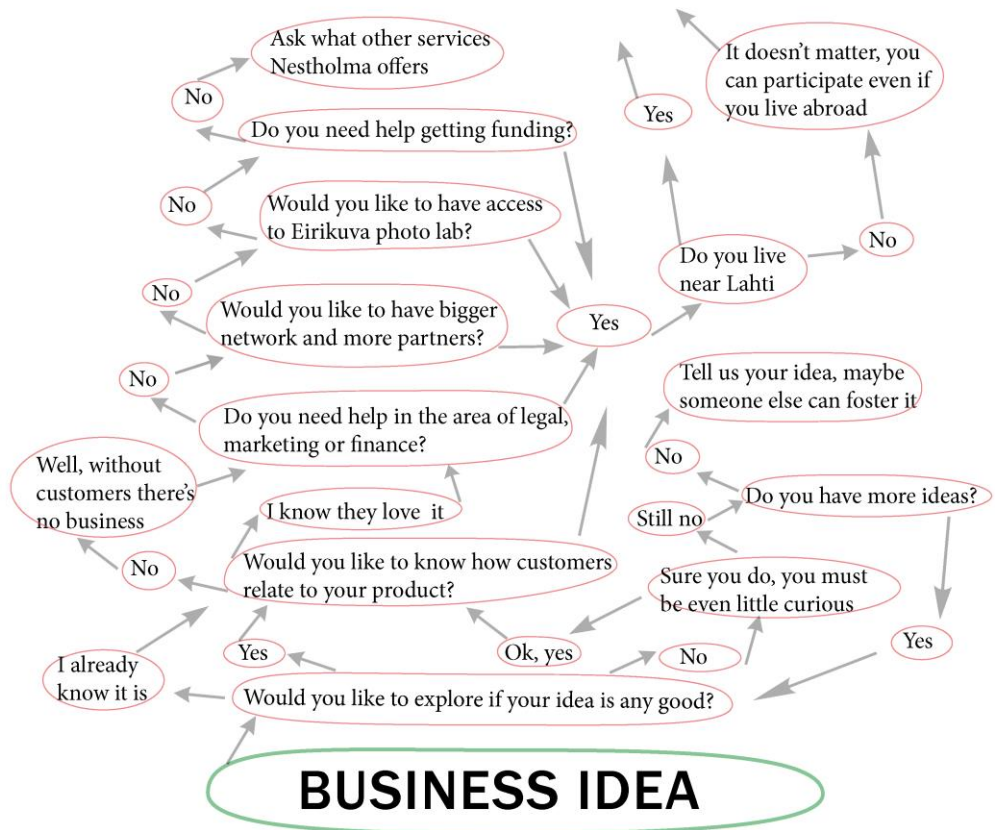 Ask what other services
Nestholma offers
No
Do you need help getting funding?
No
Would you like to have access
to Eirikuva photo lab?
No
Would you like to have bigger
network and more partners?
No
Do you need help in the area of legal,
marketing or finance?
Well, without
customers there's
no business
I know they love it
No
Would you like to know how customers
relate to your product?
I already
know it is
Yes
Would you like to explore if your idea is any good?
BUSINESS IDEA
It doesn't matter, you
can participate even if
you live abroad
Yes
No
Do you live
near Lahti
Yes
Tell us your idea, maybe
someone else can foster it
No
Do you have more ideas?
Still no
Sure you do, you must
be even little curious
Ok, yes
No
Yes